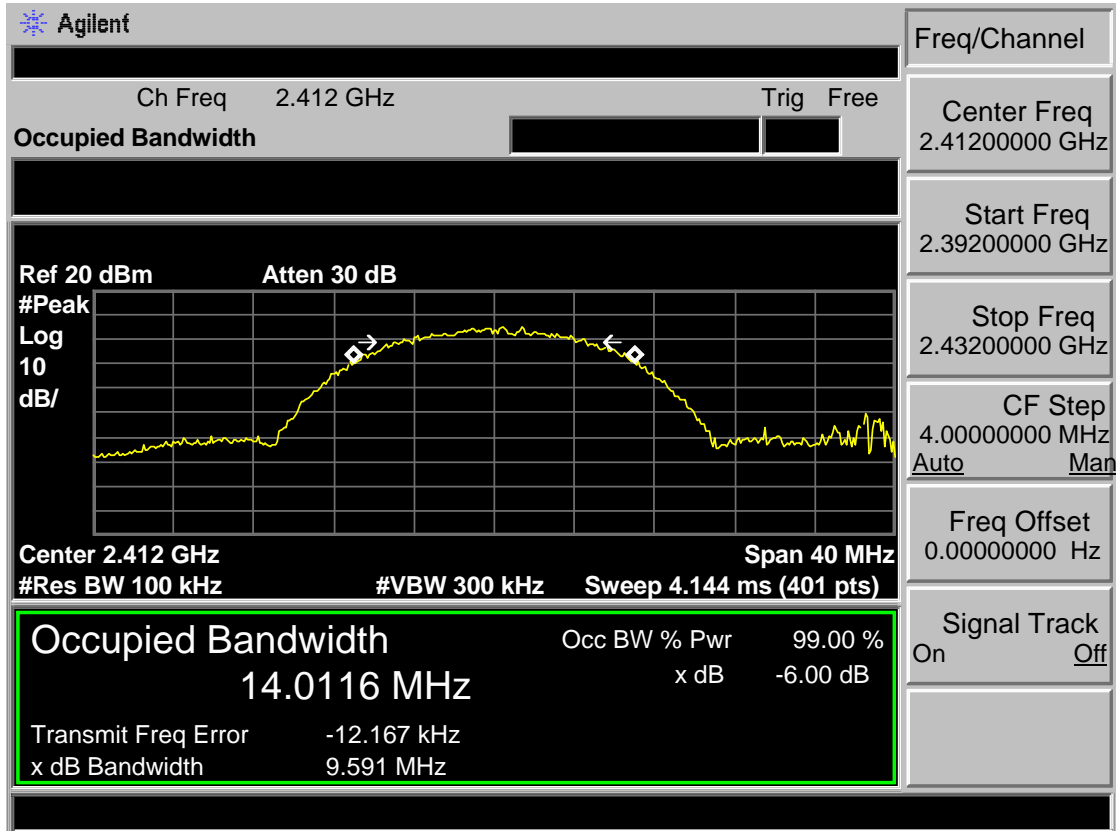 Agilent
Freq/Channel
Ch Freq 2.412 GHz Trig Free
Occupied Bandwidth
Center Freq
2.41200000 GHz
Start Freq
2.39200000 GHz
Stop Freq
2.43200000 GHz
CF Step
4.00000000 MHz
Auto Man
Freq Offset
0.00000000 Hz
Signal Track
On Off
Ref 20 dBm Atten 30 dB
#Peak
Log
10
dB/
Center 2.412 GHz Span 40 MHz
#Res BW 100 kHz #VBW 300 kHz Sweep 4.144 ms (401 pts)
Occupied Bandwidth Occ BW % Pwr 99.00 %
14.0116 MHz x dB -6.00 dB
Transmit Freq Error -12.167 kHz
x dB Bandwidth 9.591 MHz